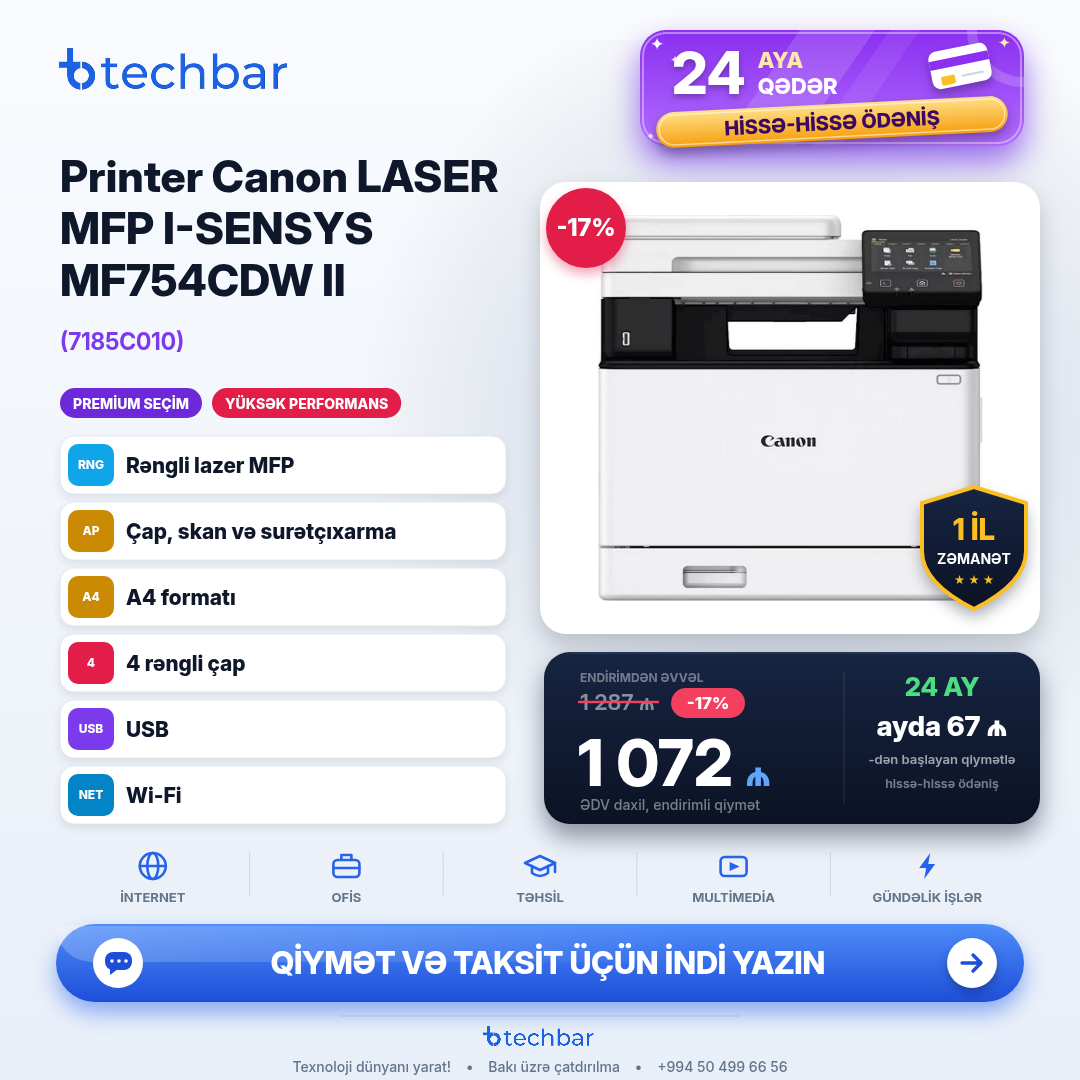 techbar
24 AYA
QƏDƏR
HİSSƏ-HİSSƏ ÖDƏNİŞ
Printer Canon LASER
MFP I-SENSYS
MF754CDW II
(7185C010)
PREMİUM SEÇİM
YÜKSƏK PERFORMANS
RNG
Rəngli lazer MFP
AP
Çap, skan və surətçıxarma
A4
A4 formatı
4
4 rəngli çap
USB
USB
NET
Wi-Fi
-17%
Canon
1 İL
ZƏMANƏT
ENDİRİMDƏN ƏVVƏL
1 287 ₼
-17%
1 072 ₼
ƏDV daxil, endirimli qiymət
24 AY
ayda 67 ₼
-dən başlayan qiymətlə
hissə-hissə ödəniş
İNTERNET
OFİS
TƏHSİL
MULTİMEDİA
GÜNDƏLİK İŞLƏR
QİYMƏT VƏ TAKSİT ÜÇÜN İNDİ YAZIN
techbar
Texnoloji dünyanı yarat! • Bakı üzrə çatdırılma • +994 50 499 66 56